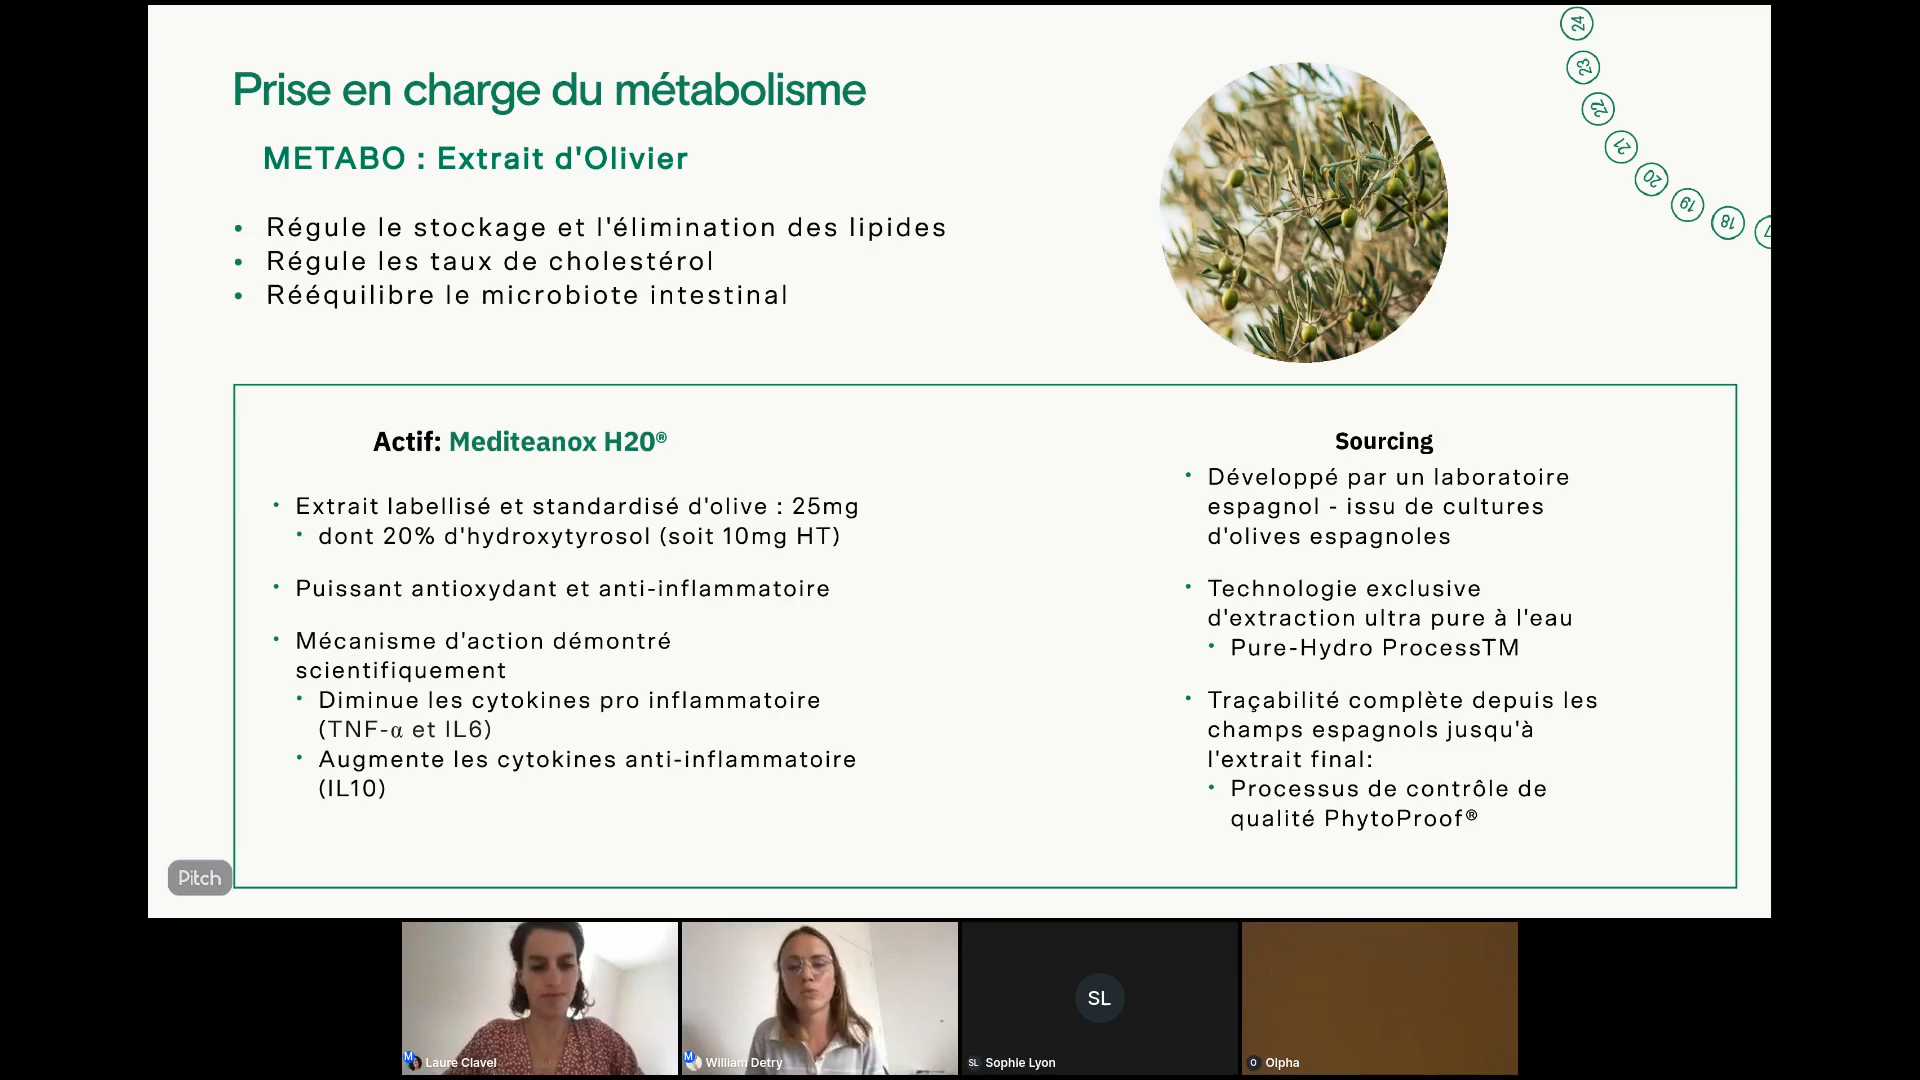 24
23
22
21
20
19
18
Prise en charge du métabolisme
METABO : Extrait d'Olivier
• Régule le stockage et l'élimination des lipides
• Régule les taux de cholestérol
• Rééquilibre le microbiote intestinal
Actif: Mediteanox H20®
• Extrait labellisé et standardisé d'olive : 25mg
• dont 20% d'hydroxytyrosol (soit 10mg HT)
• Puissant antioxydant et anti-inflammatoire
• Mécanisme d'action démontré
scientifiquement
• Diminue les cytokines pro inflammatoire
(TNF-α et IL6)
• Augmente les cytokines anti-inflammatoire
(IL10)
Sourcing
• Développé par un laboratoire
espagnol - issu de cultures
d'olives espagnoles
• Technologie exclusive
d'extraction ultra pure à l'eau
• Pure-Hydro ProcessTM
• Traçabilité complète depuis les
champs espagnols jusqu'à
l'extrait final:
• Processus de contrôle de
qualité PhytoProof®
Pitch
SL
M Laure Clavel
M William Detry
SL Sophie Lyon
O Olpha